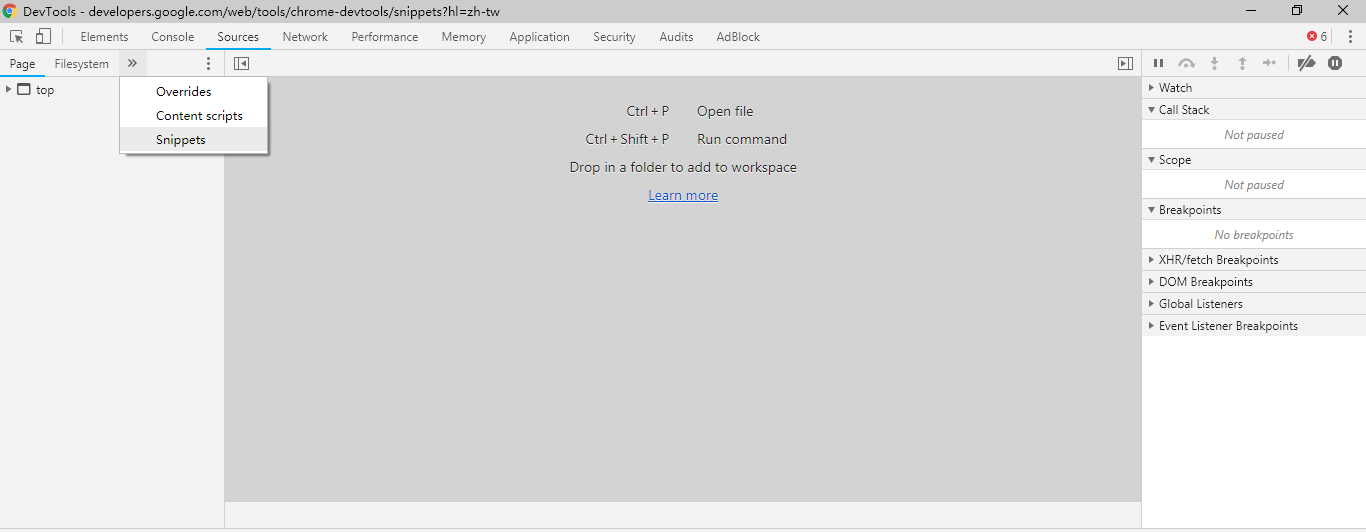 DevTools - developers.google.com/web/tools/chrome-devtools/snippets?hl=zh-tw
Elements Console Sources Network Performance Memory Application Security Audits AdBlock 6
Page Filesystem »
top
Overrides
Content scripts
Snippets
Ctrl + P Open file
Ctrl + Shift + P Run command
Drop in a folder to add to workspace
Learn more
Watch
Call Stack
Not paused
Scope
Not paused
Breakpoints
No breakpoints
XHR/fetch Breakpoints
DOM Breakpoints
Global Listeners
Event Listener Breakpoints